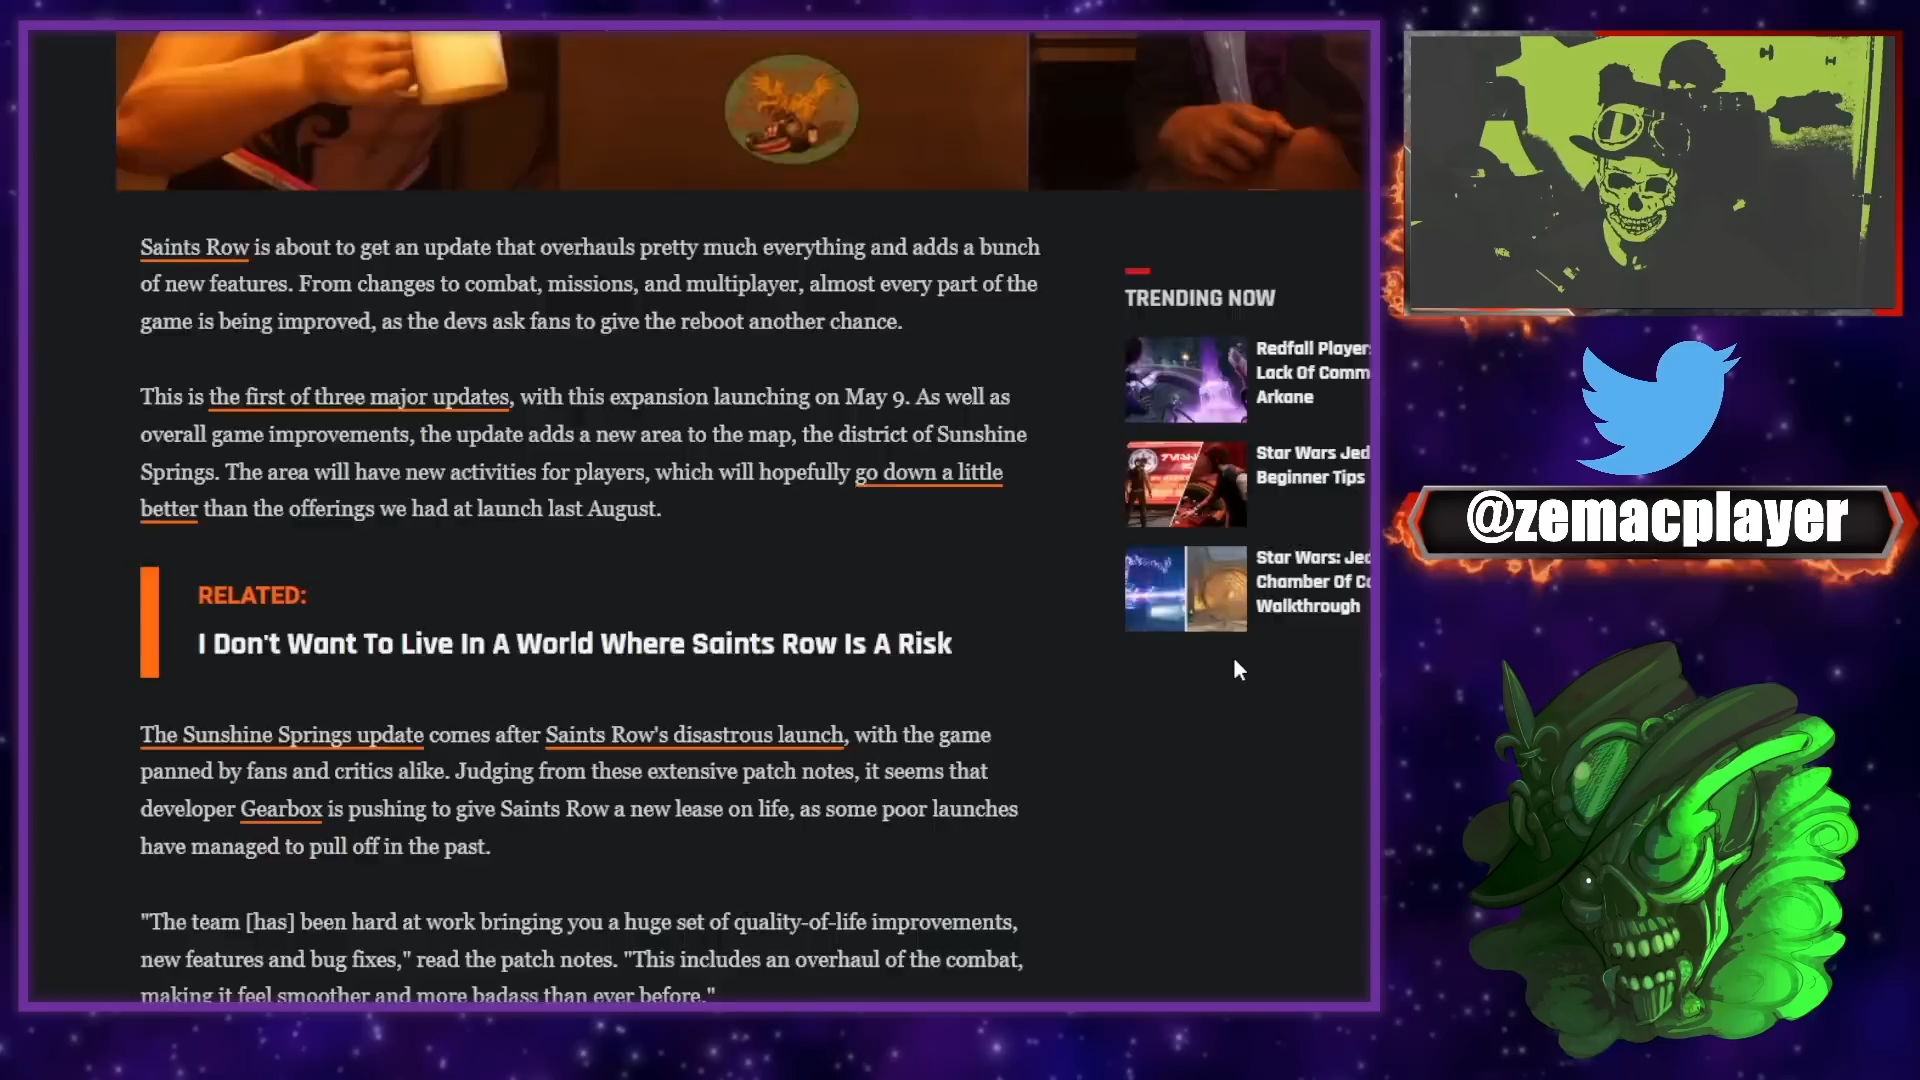 Saints Row is about to get an update that overhauls pretty much everything and adds a bunch
of new features. From changes to combat, missions, and multiplayer, almost every part of the
game is being improved, as the devs ask fans to give the reboot another chance.
This is the first of three major updates, with this expansion launching on May 9. As well as
overall game improvements, the update adds a new area to the map, the district of Sunshine
Springs. The area will have new activities for players, which will hopefully go down a little
better than the offerings we had at launch last August.
RELATED:
I Don't Want To Live In A World Where Saints Row Is A Risk
The Sunshine Springs update comes after Saints Row's disastrous launch, with the game
panned by fans and critics alike. Judging from these extensive patch notes, it seems that
developer Gearbox is pushing to give Saints Row a new lease on life, as some poor launches
have managed to pull off in the past.
"The team [has] been hard at work bringing you a huge set of quality-of-life improvements,
new features and bug fixes," read the patch notes. "This includes an overhaul of the combat,
making it feel smoother and more badass than ever before."
TRENDING NOW
Redfall Player
Lack Of Comm
Arkane
Star Wars Jed
Beginner Tips
Star Wars: Jed
Chamber Of Co
Walkthrough
@zemacplayer